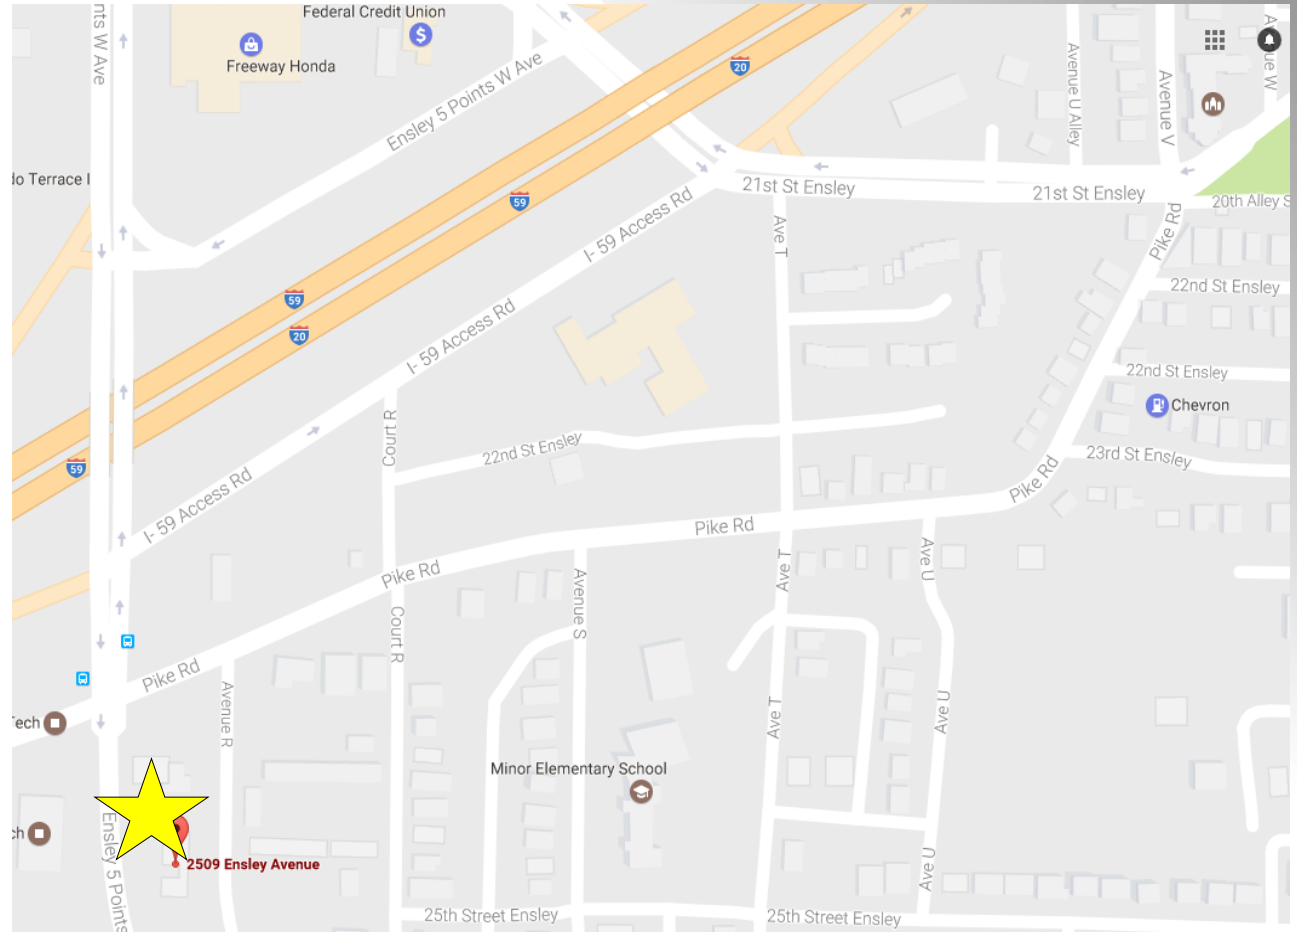 Federal Credit Union
Freeway Honda
20
Ensley 5 Points W Ave
nts W Ave
Avenue U Alley
Avenue V
ue W
do Terrace
21st St Ensley
21st St Ensley
20th Alley S
59
I- 59 Access Rd
Ave T
Pike Rd
22nd St Ensley
59
20
I- 59 Access Rd
22nd St Ensley
Chevron
Court R
22nd St Ensley
23rd St Ensley
59
I- 59 Access Rd
Pike Rd
Pike Rd
Pike Rd
Ave T
Ave U
Avenue S
Court R
Pike Rd
Avenue R
Tech
Ave T
Ave U
Minor Elementary School
ch
Ensley 5 Points
2509 Ensley Avenue
Ave U
25th Street Ensley
25th Street Ensley